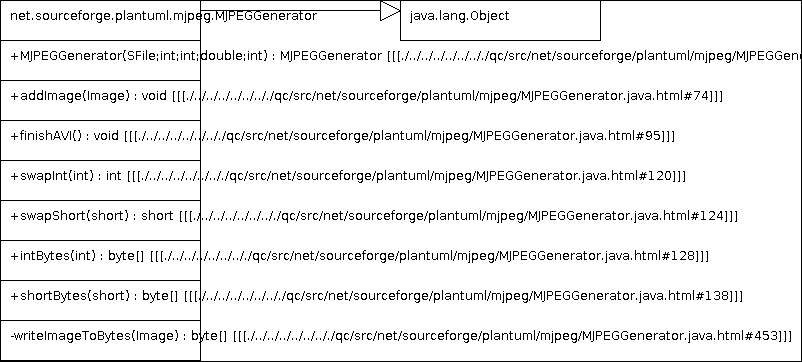 net.sourceforge.plantuml.mjpeg.MJPEGGenerator
java.lang.Object
+MJPEGGenerator(SFile;int;int;double;int) : MJPEGGenerator [[[./../../../../../../qc/src/net/sourceforge/plantuml/mjpeg/MJPEGGene
+addImage(Image) : void [[[./../../../../../../qc/src/net/sourceforge/plantuml/mjpeg/MJPEGGenerator.java.html#74]]]
+finishAVI() : void [[[./../../../../../../qc/src/net/sourceforge/plantuml/mjpeg/MJPEGGenerator.java.html#95]]]
+swapInt(int) : int [[[./../../../../../../qc/src/net/sourceforge/plantuml/mjpeg/MJPEGGenerator.java.html#120]]]
+swapShort(short) : short [[[./../../../../../../qc/src/net/sourceforge/plantuml/mjpeg/MJPEGGenerator.java.html#124]]]
+intBytes(int) : byte[] [[[./../../../../../../qc/src/net/sourceforge/plantuml/mjpeg/MJPEGGenerator.java.html#128]]]
+shortBytes(short) : byte[] [[[./../../../../../../qc/src/net/sourceforge/plantuml/mjpeg/MJPEGGenerator.java.html#138]]]
-writeImageToBytes(Image) : byte[] [[[./../../../../../../qc/src/net/sourceforge/plantuml/mjpeg/MJPEGGenerator.java.html#453]]]